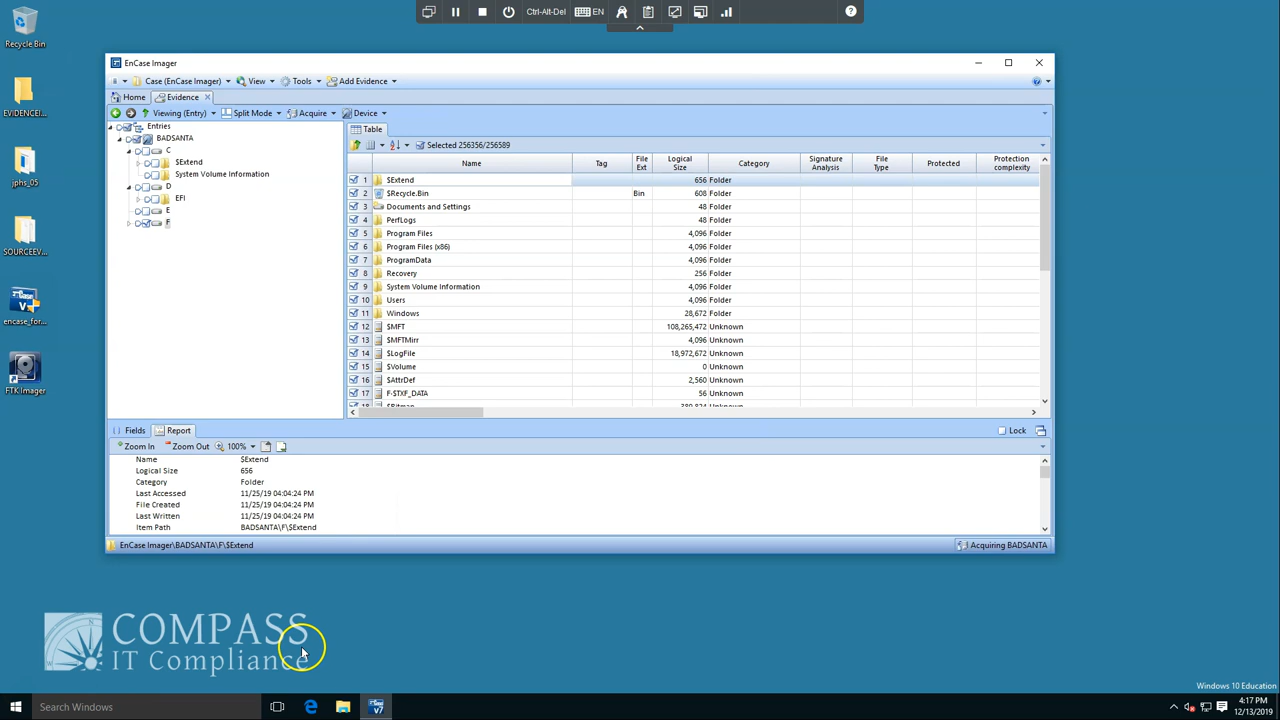 Ctrl-Alt-Del EN ?
Recycle.Bin
EVIDENCEI...
jphs_05
SOURCEEV...
encase_for...
FTK Imager
EnCase Imager
Case (EnCase Imager) View Tools Add Evidence
Home Evidence
Viewing (Entry) Split Mode Acquire Device
Entries
BADSANTA
C
$Extend
System Volume Information
D
EFI
E
F
Table
Selected 256356/256589
Name Tag File Ext Logical Size Category Signature Analysis File Type Protected Protection complexity
1 $Extend 656 Folder
2 $Recycle.Bin Bin 608 Folder
3 Documents and Settings 48 Folder
4 PerfLogs 48 Folder
5 Program Files 4,096 Folder
6 Program Files (x86) 4,096 Folder
7 ProgramData 4,096 Folder
8 Recovery 256 Folder
9 System Volume Information 4,096 Folder
10 Users 4,096 Folder
11 Windows 28,672 Folder
12 $MFT 108,265,472 Unknown
13 $MFTMirr 4,096 Unknown
14 $LogFile 18,972,672 Unknown
15 $Volume 0 Unknown
16 $AttrDef 2,560 Unknown
17 F-$TXF_DATA 56 Unknown
18 $Bitmap 389,824 Unknown
Fields Report Lock
Zoom In Zoom Out 100%
Name $Extend
Logical Size 656
Category Folder
Last Accessed 11/25/19 04:04:24 PM
File Created 11/25/19 04:04:24 PM
Last Written 11/25/19 04:04:24 PM
Item Path BADSANTA\F\$Extend
EnCase Imager\BADSANTA\F\$Extend Acquiring BADSANTA
COMPASS
IT Compliance
Windows 10 Education
Search Windows
V7
4:17 PM
12/13/2019